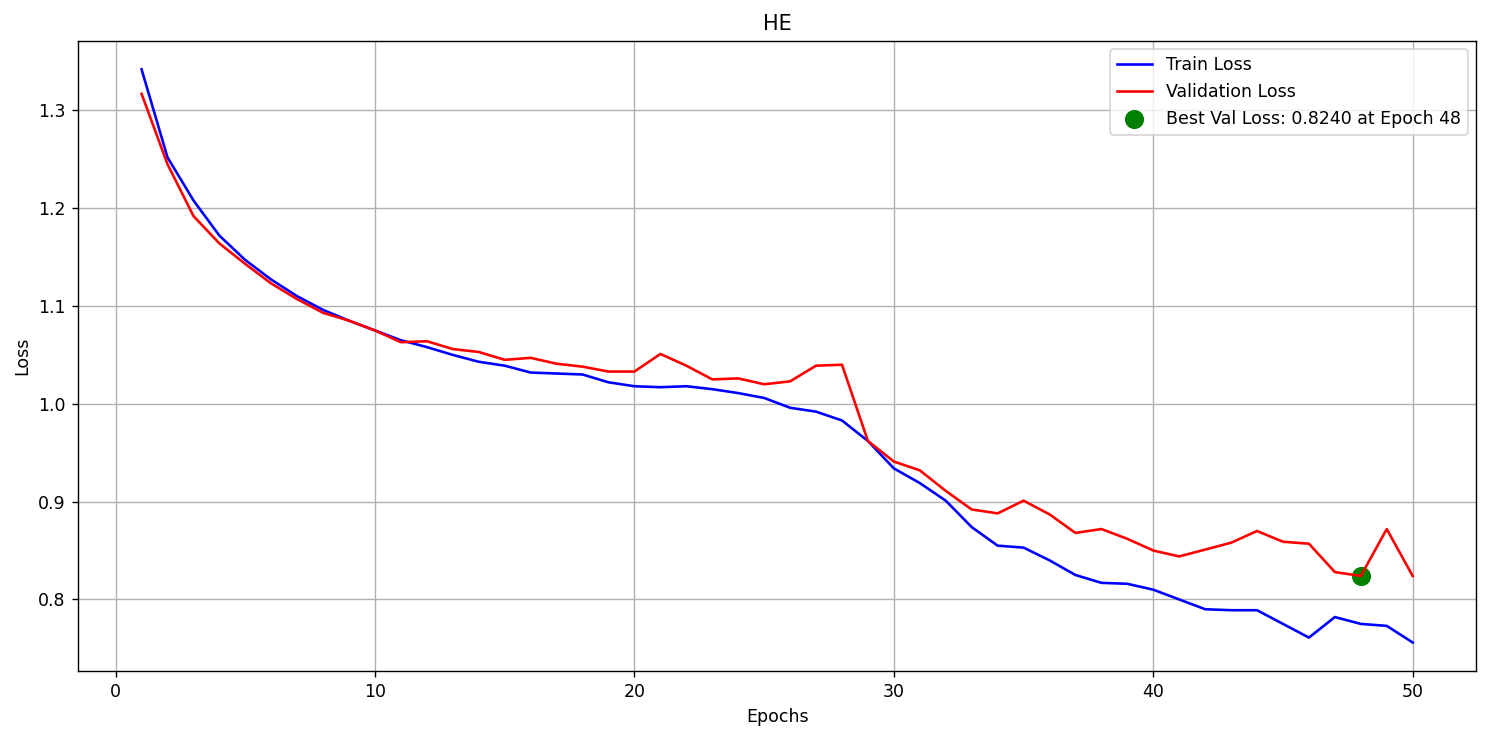 HE
Train Loss
Validation Loss
Best Val Loss: 0.8240 at Epoch 48
Loss
1.3
1.2
1.1
1.0
0.9
0.8
0 10 20 30 40 50
Epochs